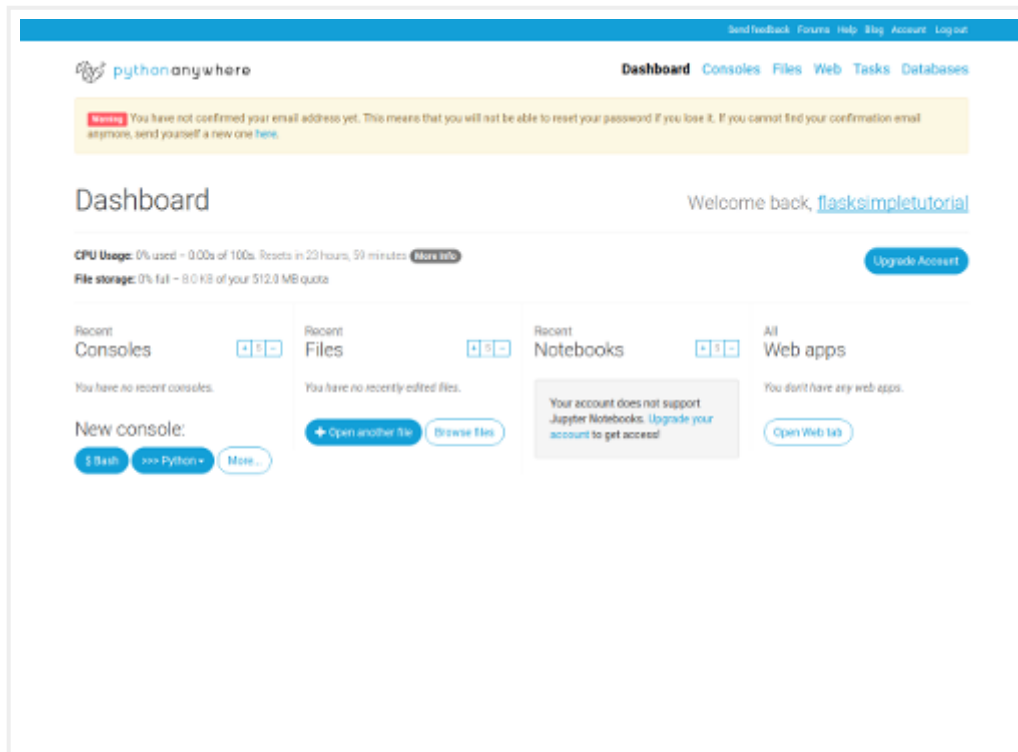 Send feedback Forums Help Blog Account Log out
pythonanywhere
Dashboard Consoles Files Web Tasks Databases
Warning You have not confirmed your email address yet. This means that you will not be able to reset your password if you lose it. If you cannot find your confirmation email
anymore, send yourself a new one here.
Dashboard
Welcome back, flasksimpletutorial
CPU Usage: 0% used – 0.00s of 100s. Resets in 23 hours, 59 minutes More Info
File storage: 0% full – 8.0 KB of your 512.0 MB quota
Upgrade Account
Recent
Consoles
+ 5 −
You have no recent consoles.
New console:
$ Bash >>> Python More...
Recent
Files
+ 5 −
You have no recently edited files.
+ Open another file Browse files
Recent
Notebooks
+ 5 −
Your account does not support
Jupyter Notebooks. Upgrade your
account to get access!
All
Web apps
You don't have any web apps.
Open Web tab